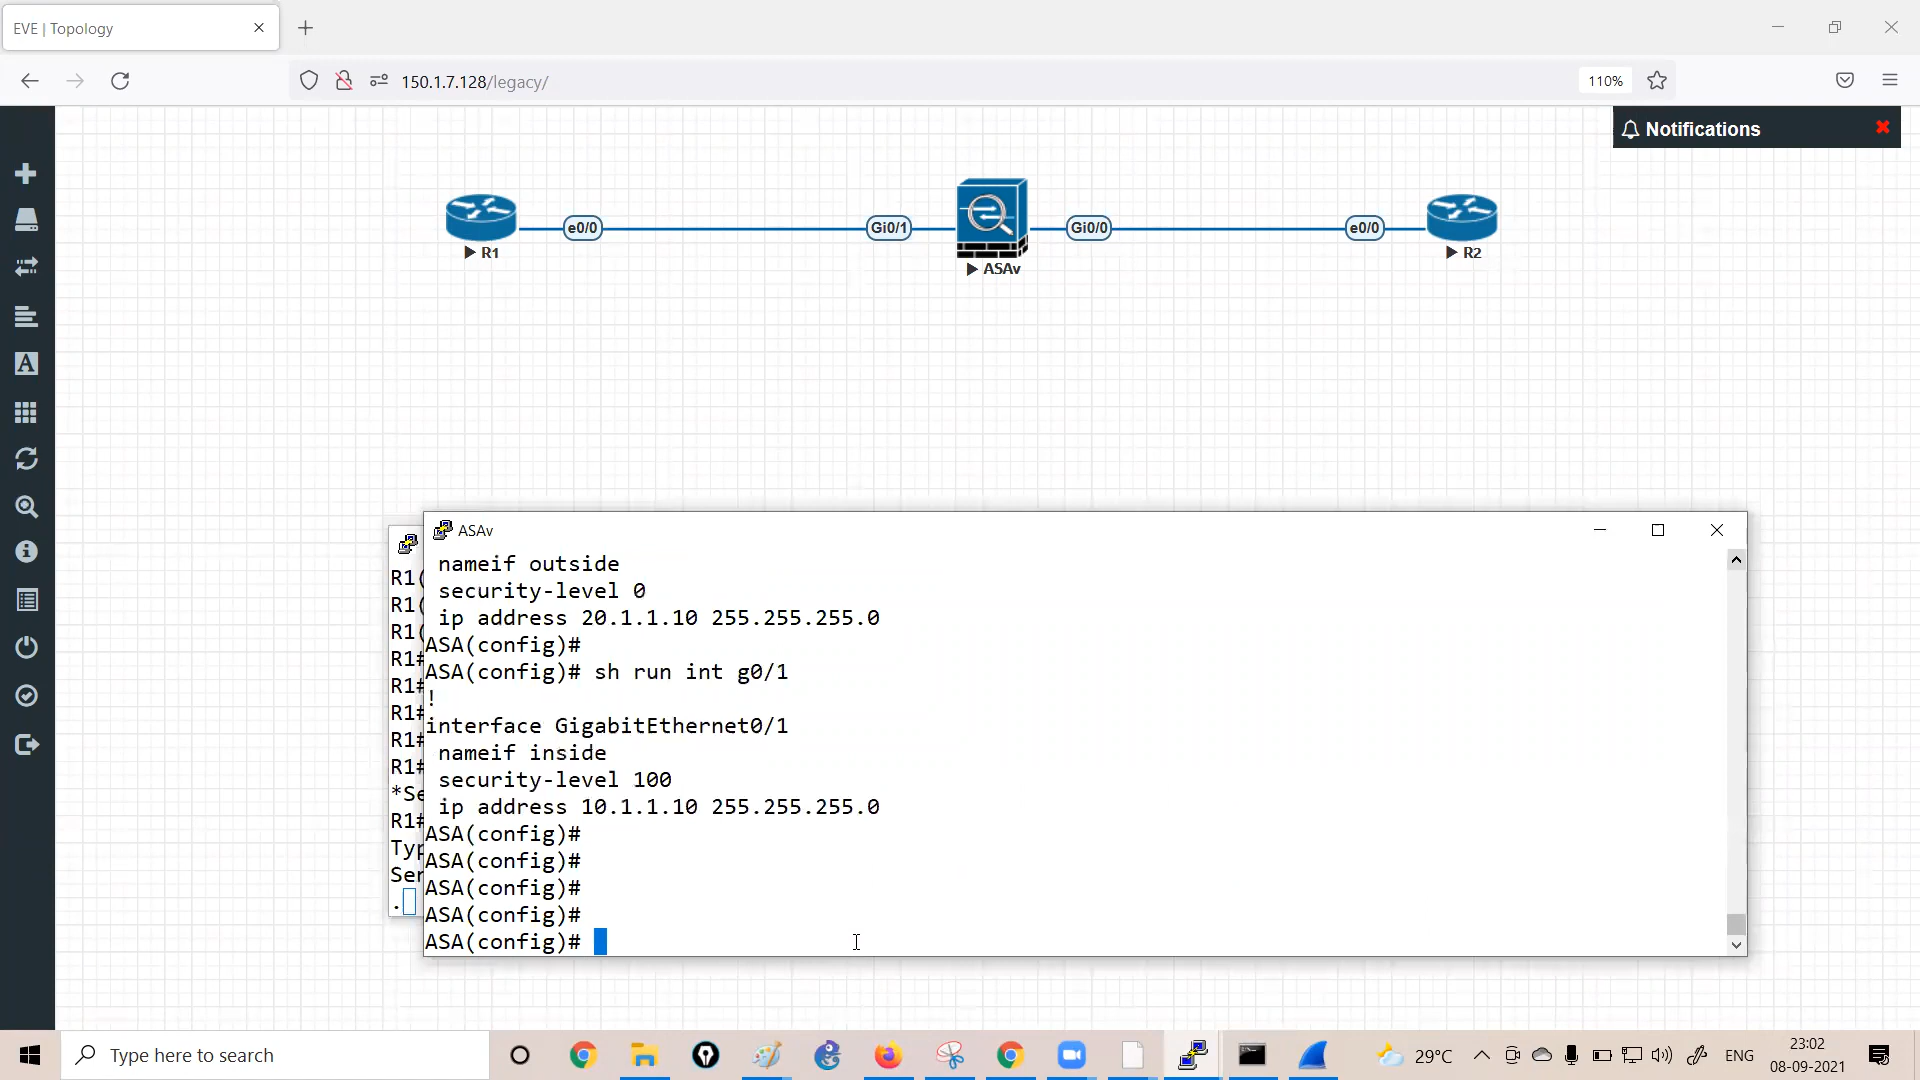 EVE | Topology
150.1.7.128/legacy/
110%
Notifications
e0/0
Gi0/1
Gi0/0
e0/0
R1
ASAv
R2
ASAv
nameif outside
security-level 0
ip address 20.1.1.10 255.255.255.0
ASA(config)#
ASA(config)# sh run int g0/1
!
interface GigabitEthernet0/1
nameif inside
security-level 100
ip address 10.1.1.10 255.255.255.0
ASA(config)#
ASA(config)#
ASA(config)#
ASA(config)#
ASA(config)#
R1(
R1(
R1(
R1#
R1#
R1#
R1#
R1#
*Se
R1#
Typ
Sen
.
Type here to search
29°C
ENG
23:02
08-09-2021